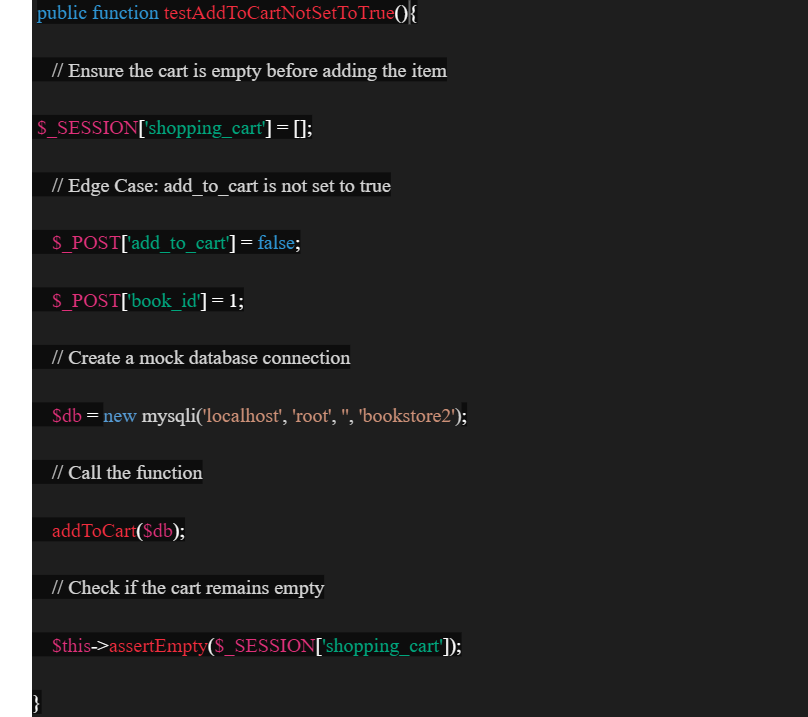 public function testAddToCartNotSetToTrue(){
// Ensure the cart is empty before adding the item
$_SESSION['shopping_cart'] = [];
// Edge Case: add_to_cart is not set to true
$_POST['add_to_cart'] = false;
$_POST['book_id'] = 1;
// Create a mock database connection
$db = new mysqli('localhost', 'root', '', 'bookstore2');
// Call the function
addToCart($db);
// Check if the cart remains empty
$this->assertEmpty($_SESSION['shopping_cart']);
}